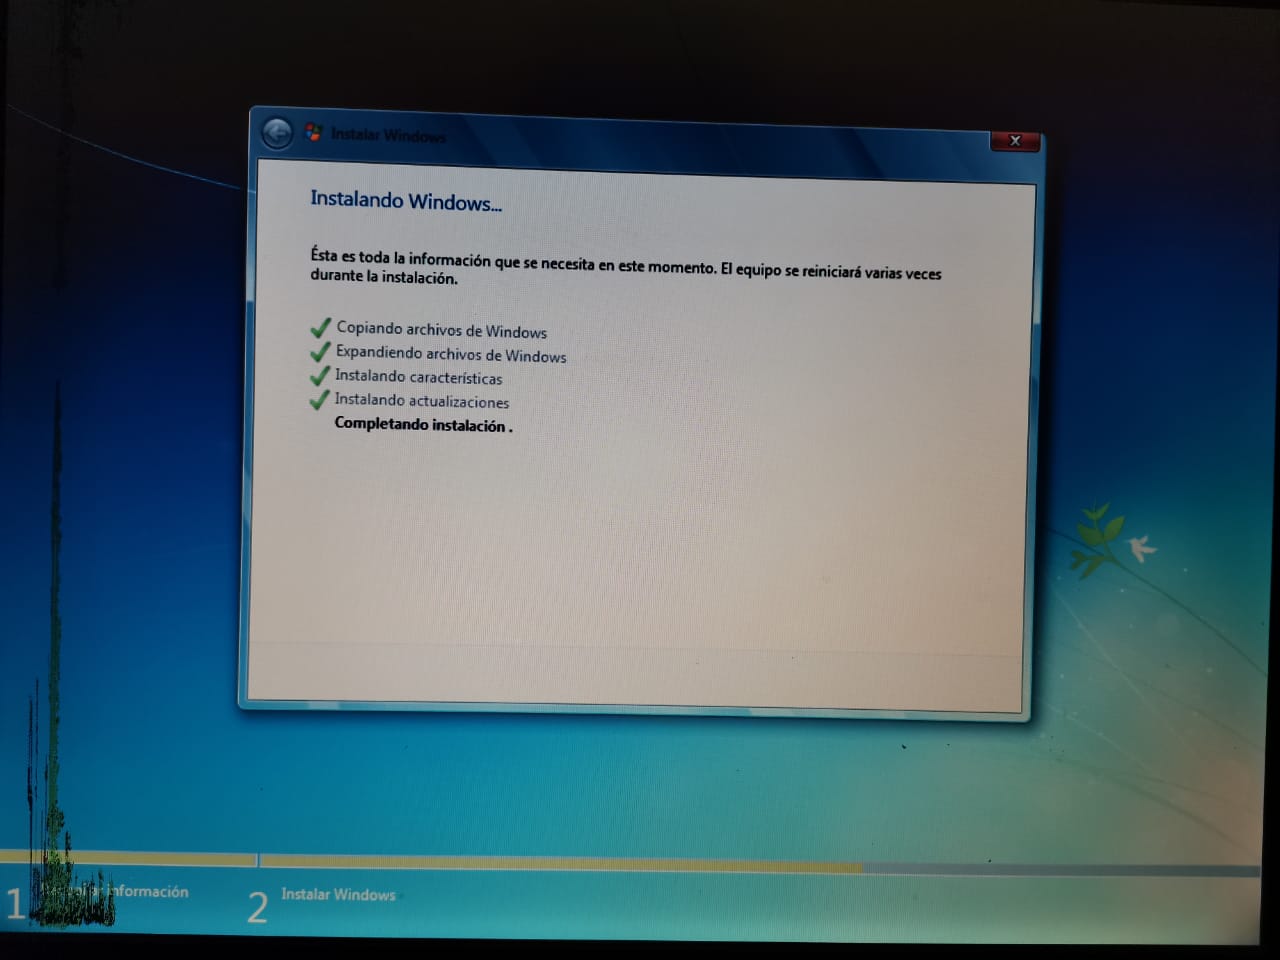 Instalar Windows
Instalando Windows...
Ésta es toda la información que se necesita en este momento. El equipo se reiniciará varias veces
durante la instalación.
Copiando archivos de Windows
Expandiendo archivos de Windows
Instalando características
Instalando actualizaciones
Completando instalación .
1 información
2 Instalar Windows